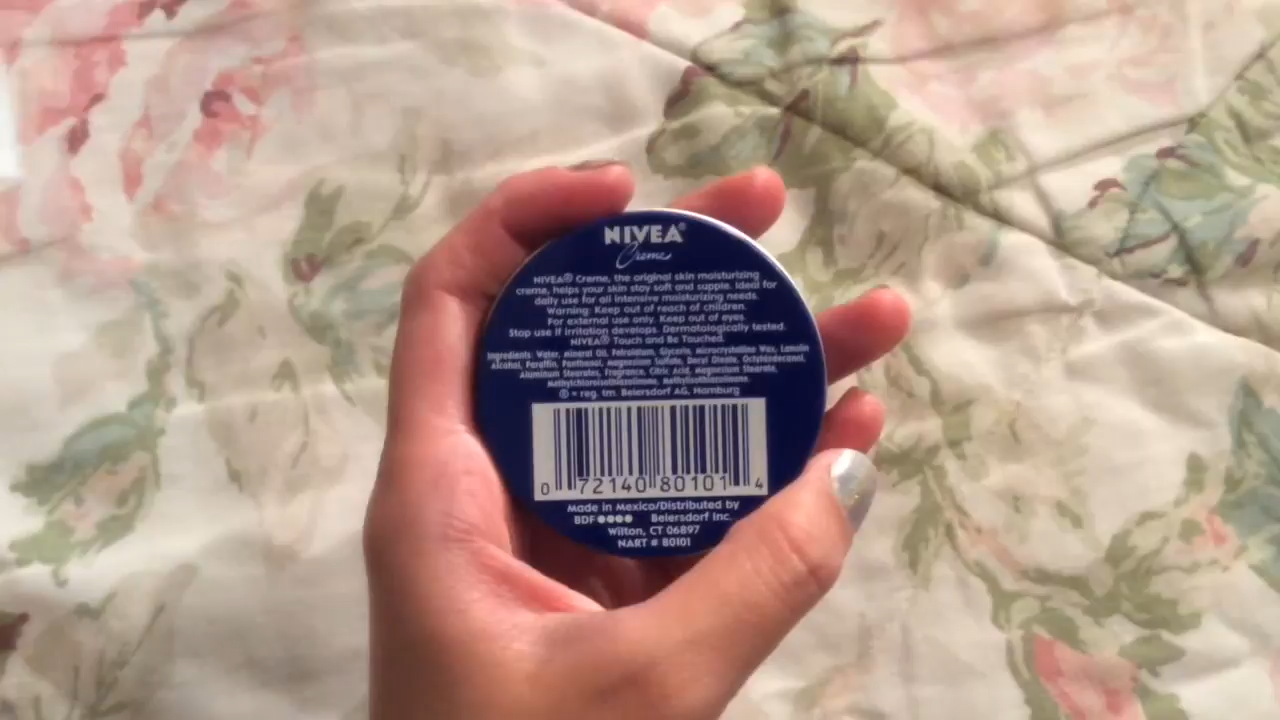 NIVEA®
Creme
NIVEA® Creme, the original skin moisturizing
creme, helps your skin stay soft and supple. Ideal for
daily use for all intensive moisturizing needs.
Warning: Keep out of reach of children.
For external use only. Keep out of eyes.
Stop use if irritation develops. Dermatologically tested.
NIVEA® Touch and Be Touched.
Ingredients: Water, Mineral Oil, Petrolatum, Glycerin, Microcrystalline Wax, Lanolin
Alcohol, Paraffin, Panthenol, Magnesium Sulfate, Decyl Oleate, Octyldodecanol,
Aluminum Stearates, Fragrance, Citric Acid, Magnesium Stearate,
Methylchloroisothiazolinone, Methylisothiazolinone.
® = reg. tm. Beiersdorf AG, Hamburg
0 72140 80101 4
Made in Mexico/Distributed by
BDF Beiersdorf Inc.
Wilton, CT 06897
NART # 80101